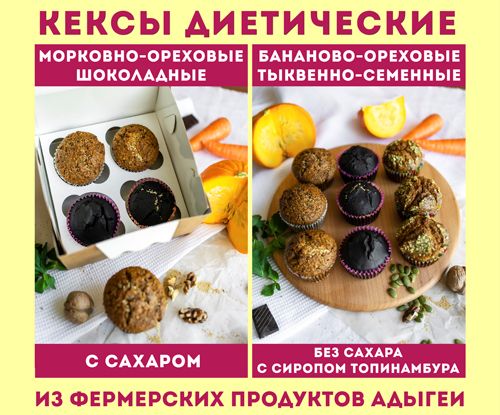 КЕКСЫ ДИЕТИЧЕСКИЕ
МОРКОВНО-ОРЕХОВЫЕ
ШОКОЛАДНЫЕ
БАНАНОВО-ОРЕХОВЫЕ
ТЫКВЕННО-СЕМЕННЫЕ
С САХАРОМ
БЕЗ САХАРА
С СИРОПОМ ТОПИНАМБУРА
ИЗ ФЕРМЕРСКИХ ПРОДУКТОВ АДЫГЕИ